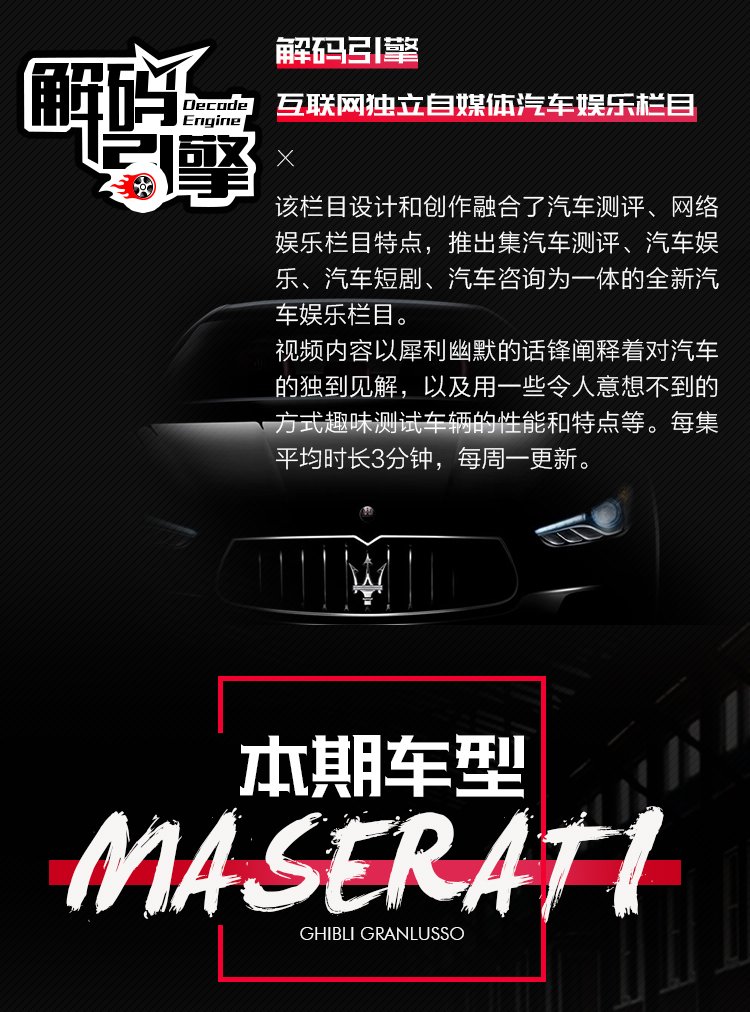 解码
Decode
Engine
引擎
解码引擎
互联网独立自媒体汽车娱乐栏目
该栏目设计和创作融合了汽车测评、网络
娱乐栏目特点，推出集汽车测评、汽车娱
乐、汽车短剧、汽车咨询为一体的全新汽
车娱乐栏目。
视频内容以犀利幽默的话锋阐释着对汽车
的独到见解，以及用一些令人意想不到的
方式趣味测试车辆的性能和特点等。每集
平均时长3分钟，每周一更新。
本期车型
MASERATI
GHIBLI GRANLUSSO